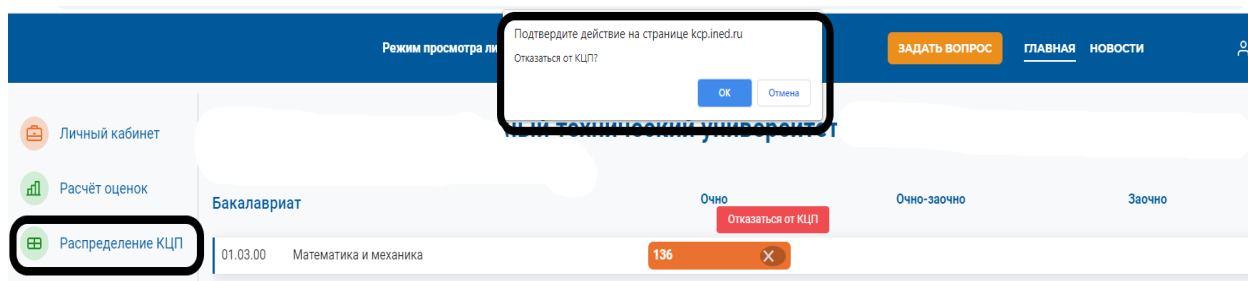 Подтвердите действие на странице kcp.ined.ru
Отказаться от КЦП?
ОК
Отмена
Режим просмотра
ЗАДАТЬ ВОПРОС
ГЛАВНАЯ
НОВОСТИ
Личный кабинет
Расчёт оценок
Распределение КЦП
технический университет
Бакалавриат
Очно
Очно-заочно
Заочно
Отказаться от КЦП
01.03.00 Математика и механика 136 X